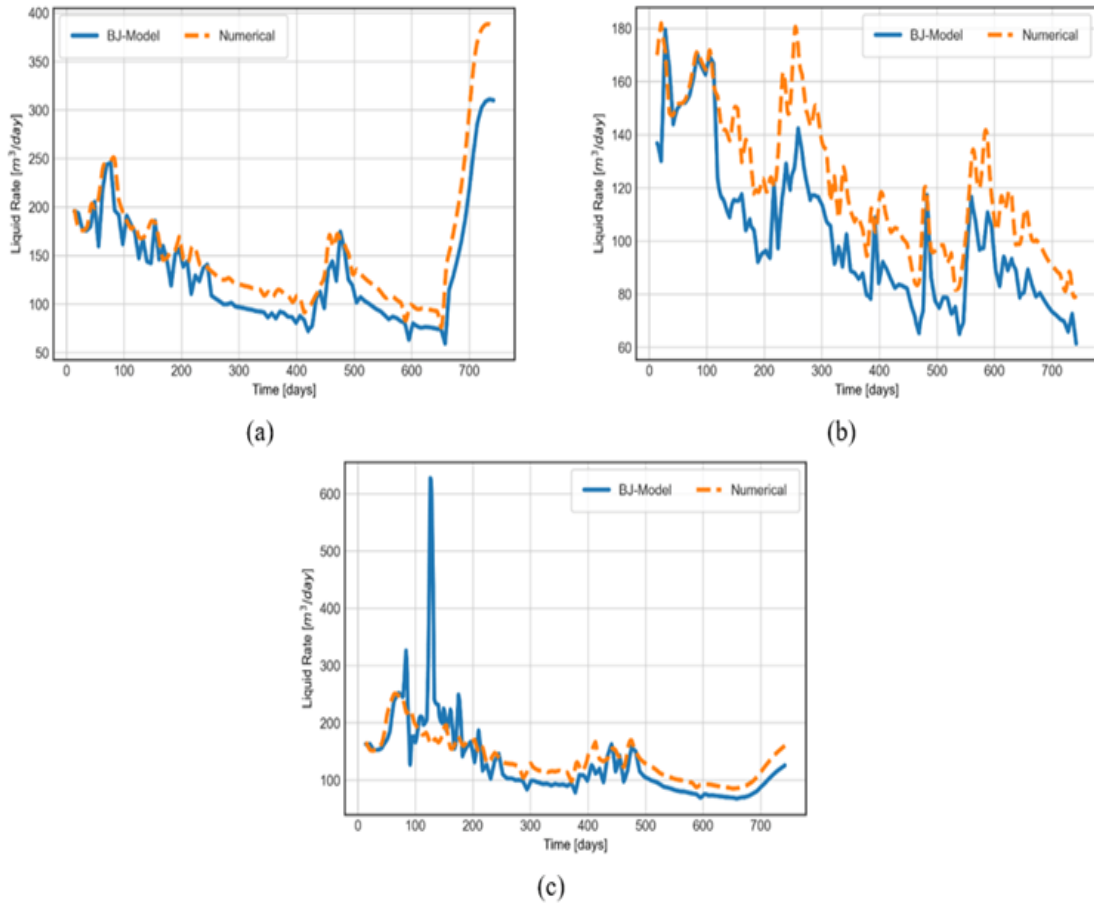 BJ-Model Numerical
Liquid Rate [m³/day]
400
350
300
250
200
150
100
50
0 100 200 300 400 500 600 700
Time [days]
(a)
BJ-Model Numerical
Liquid Rate [m³/day]
180
160
140
120
100
80
60
0 100 200 300 400 500 600 700
Time [days]
(b)
BJ-Model Numerical
Liquid Rate [m³/day]
600
500
400
300
200
100
0 100 200 300 400 500 600 700
Time [days]
(c)